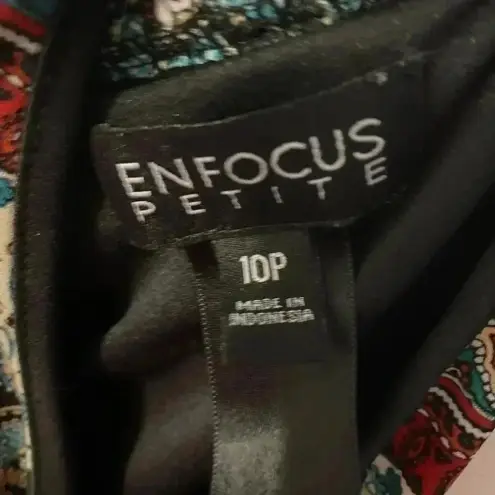 ENFOCUS
PETITE
10P
MADE IN
INDONESIA